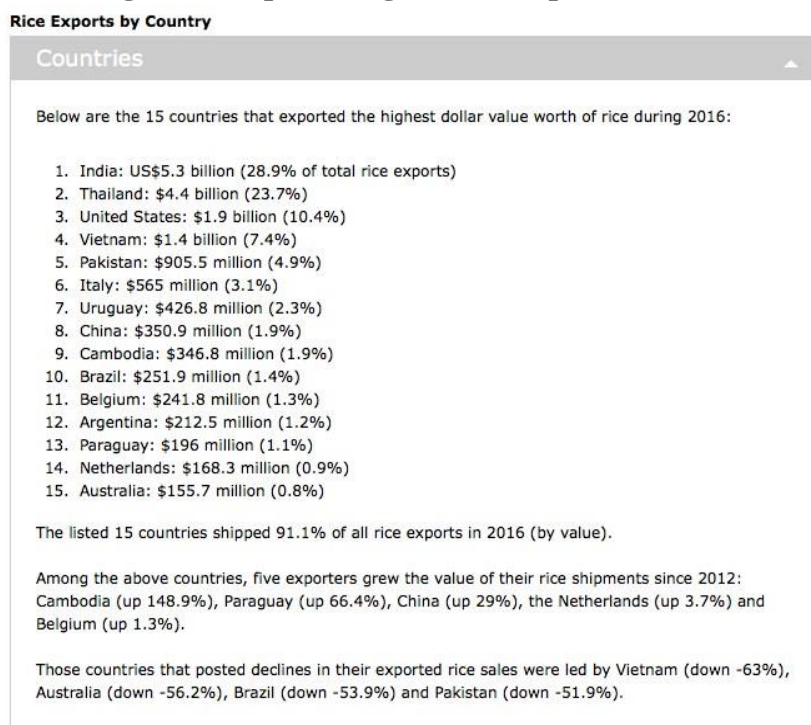 Rice Exports by Country
Countries
Below are the 15 countries that exported the highest dollar value worth of rice during 2016:
1. India: US$5.3 billion (28.9% of total rice exports)
2. Thailand: $4.4 billion (23.7%)
3. United States: $1.9 billion (10.4%)
4. Vietnam: $1.4 billion (7.4%)
5. Pakistan: $905.5 million (4.9%)
6. Italy: $565 million (3.1%)
7. Uruguay: $426.8 million (2.3%)
8. China: $350.9 million (1.9%)
9. Cambodia: $346.8 million (1.9%)
10. Brazil: $251.9 million (1.4%)
11. Belgium: $241.8 million (1.3%)
12. Argentina: $212.5 million (1.2%)
13. Paraguay: $196 million (1.1%)
14. Netherlands: $168.3 million (0.9%)
15. Australia: $155.7 million (0.8%)
The listed 15 countries shipped 91.1% of all rice exports in 2016 (by value).
Among the above countries, five exporters grew the value of their rice shipments since 2012:
Cambodia (up 148.9%), Paraguay (up 66.4%), China (up 29%), the Netherlands (up 3.7%) and
Belgium (up 1.3%).
Those countries that posted declines in their exported rice sales were led by Vietnam (down -63%),
Australia (down -56.2%), Brazil (down -53.9%) and Pakistan (down -51.9%).